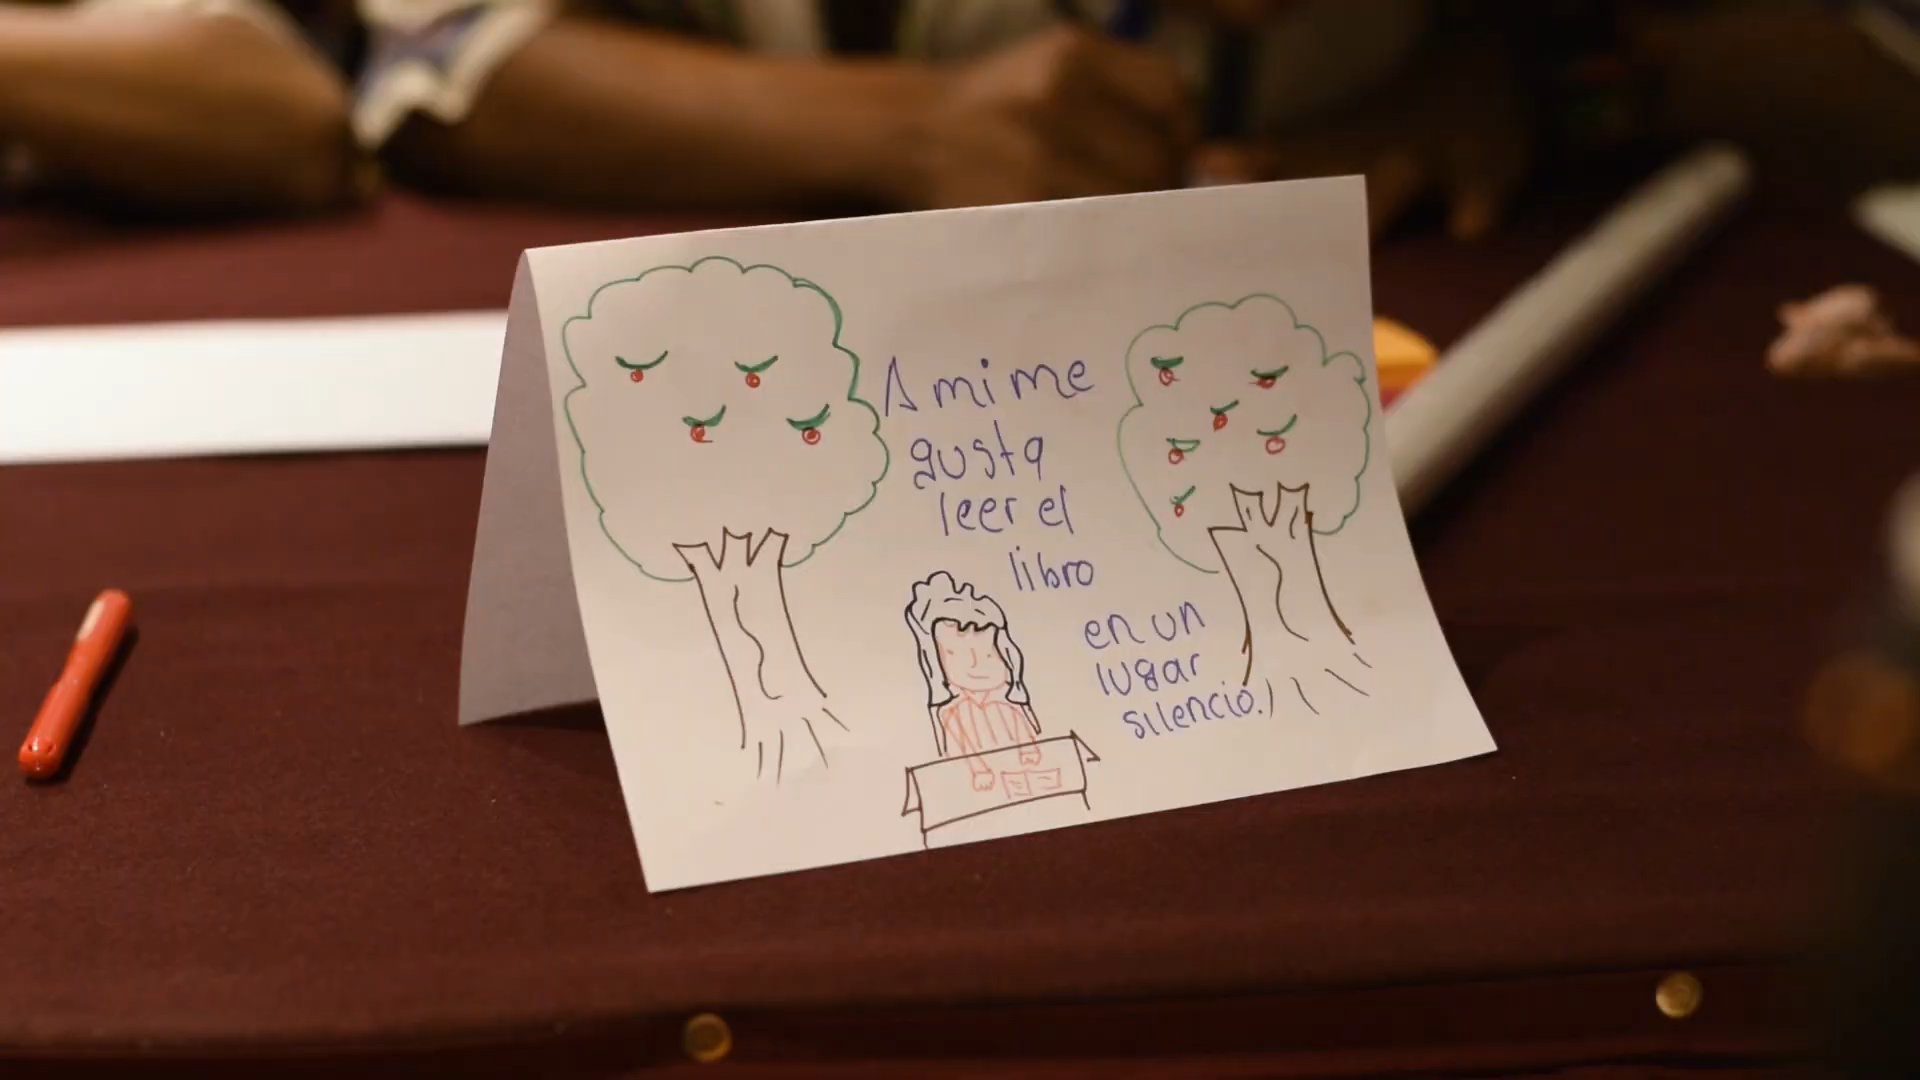 A mi me
gusta
leer el
libro
en un
lugar
silencio.